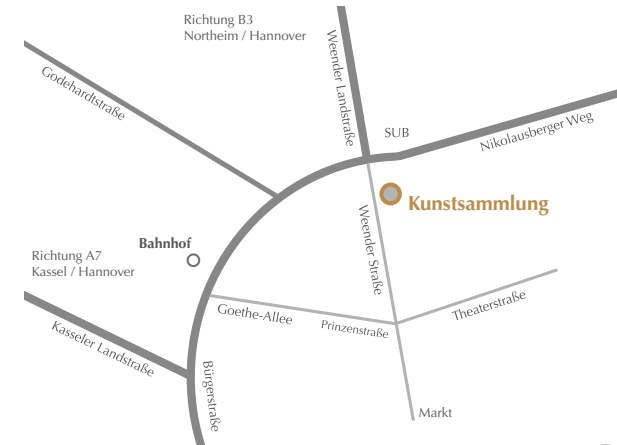 Richtung B3
Northeim / Hannover
Weender Landstraße
Godehardtstraße
SUB
Nikolausberger Weg
Kunstsammlung
Weender Straße
Bahnhof
Richtung A7
Kassel / Hannover
Goethe-Allee
Prinzenstraße
Theaterstraße
Kasseler Landstraße
Bürgerstraße
Markt